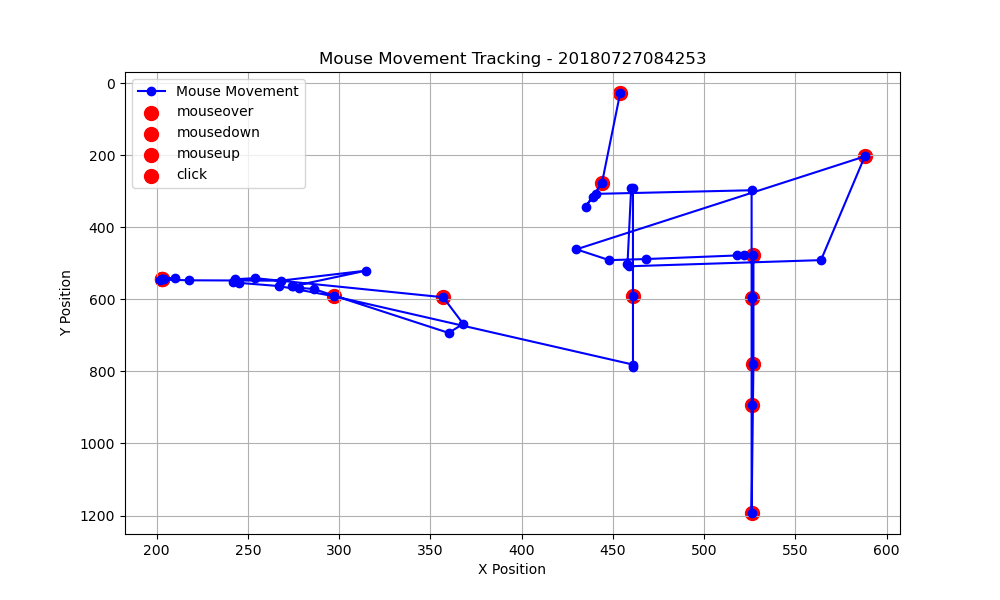 Mouse Movement Tracking - 20180727084253
Mouse Movement
mouseover
mousedown
mouseup
click
0
200
400
600
800
1000
1200
Y Position
200
250
300
350
400
450
500
550
600
X Position